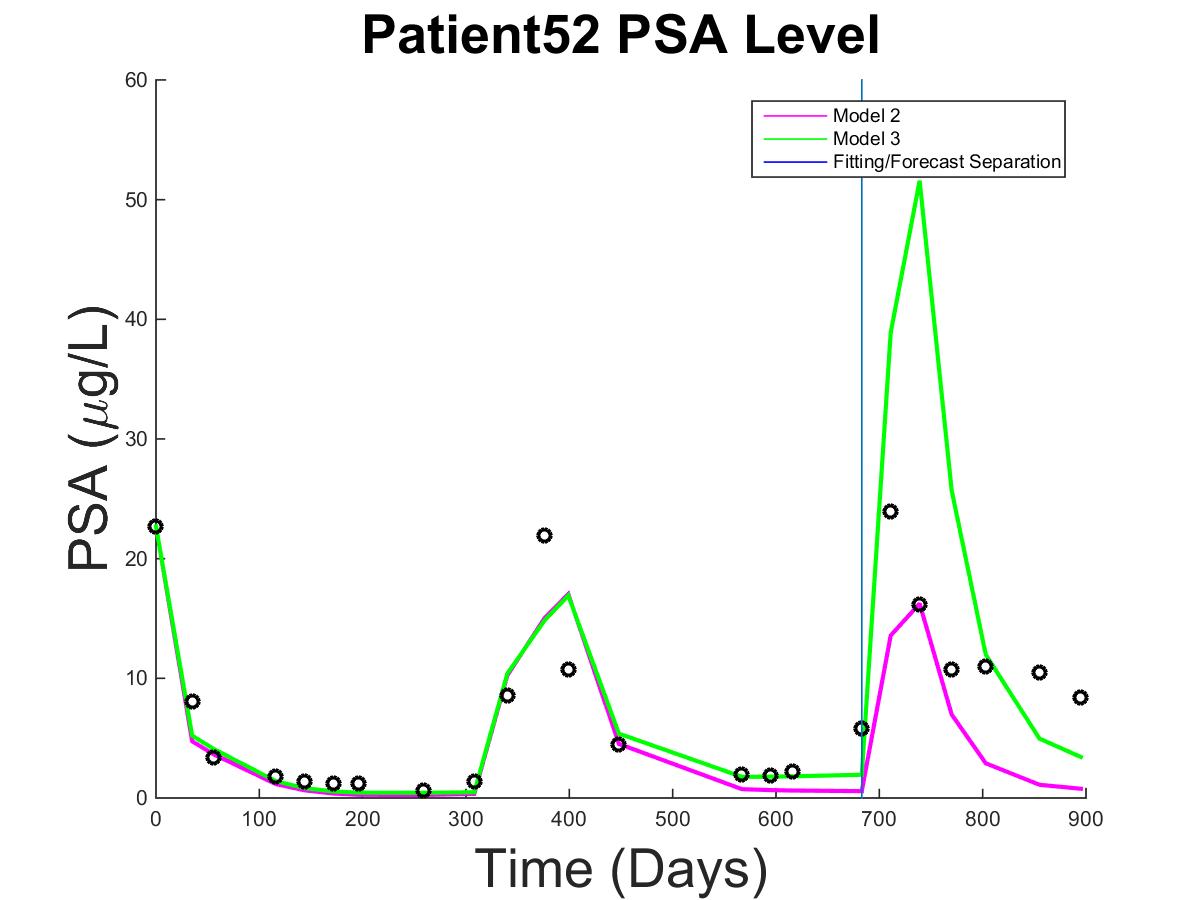 Patient52 PSA Level
60
Model 2
Model 3
Fitting/Forecast Separation
50
40
30
20
10
0
PSA (μg/L)
0 100 200 300 400 500 600 700 800 900
Time (Days)